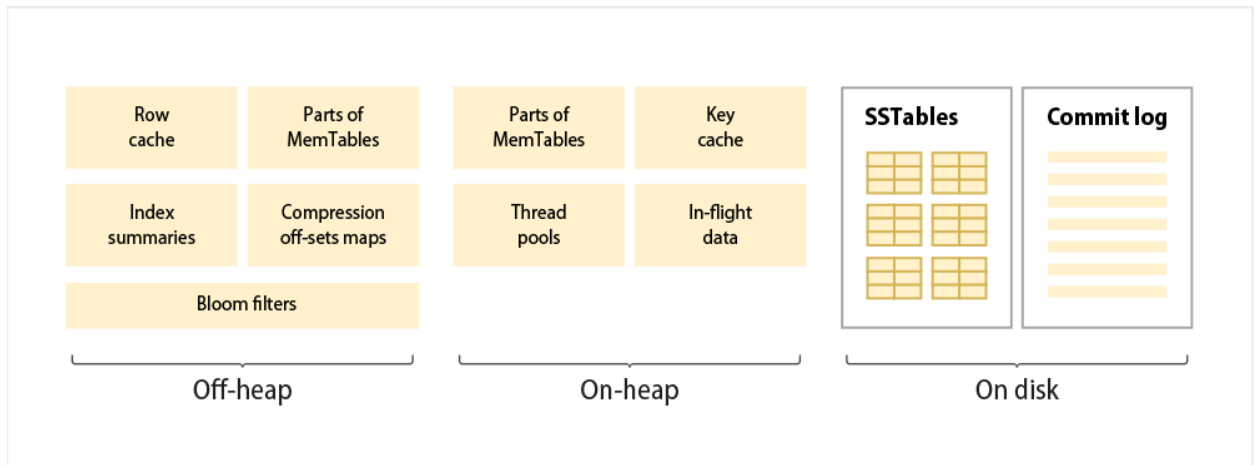 Row
cache
Parts of
MemTables
Parts of
MemTables
Key
cache
SSTables
Commit log
Index
summaries
Compression
off-sets maps
Thread
pools
In-flight
data
Bloom filters
Off-heap
On-heap
On disk